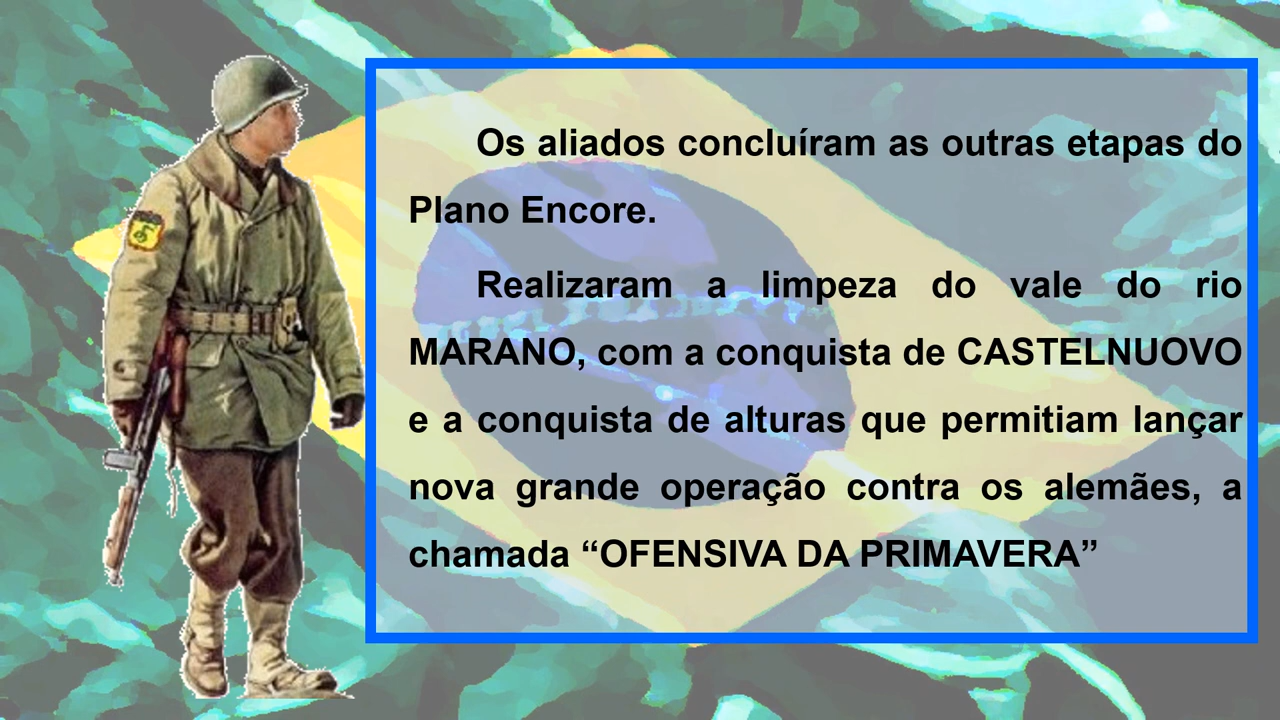 Os aliados concluíram as outras etapas do
Plano Encore.
Realizaram a limpeza do vale do rio
MARANO, com a conquista de CASTELNUOVO
e a conquista de alturas que permitiam lançar
nova grande operação contra os alemães, a
chamada “OFENSIVA DA PRIMAVERA”